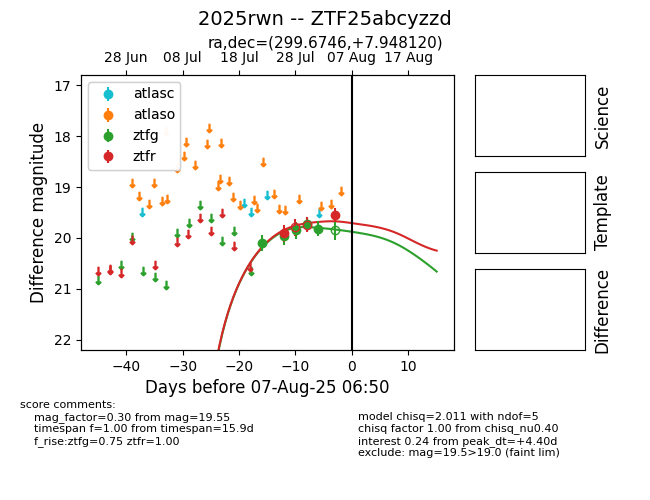 2025rwn -- ZTF25abcyzzd
ra,dec=(299.6746,+7.948120)
28 Jun 08 Jul 18 Jul 28 Jul 07 Aug 17 Aug
atlasc
atlaso
ztfg
ztfr
17
18
19
20
21
22
Difference magnitude
−40 −30 −20 −10 0 10
Days before 07-Aug-25 06:50
Science
Template
Difference
score comments:
mag_factor=0.30 from mag=19.55
timespan f=1.00 from timespan=15.9d
f_rise:ztfg=0.75 ztfr=1.00
model chisq=2.011 with ndof=5
chisq factor 1.00 from chisq_nu0.40
interest 0.24 from peak_dt=+4.40d
exclude: mag=19.5>19.0 (faint lim)